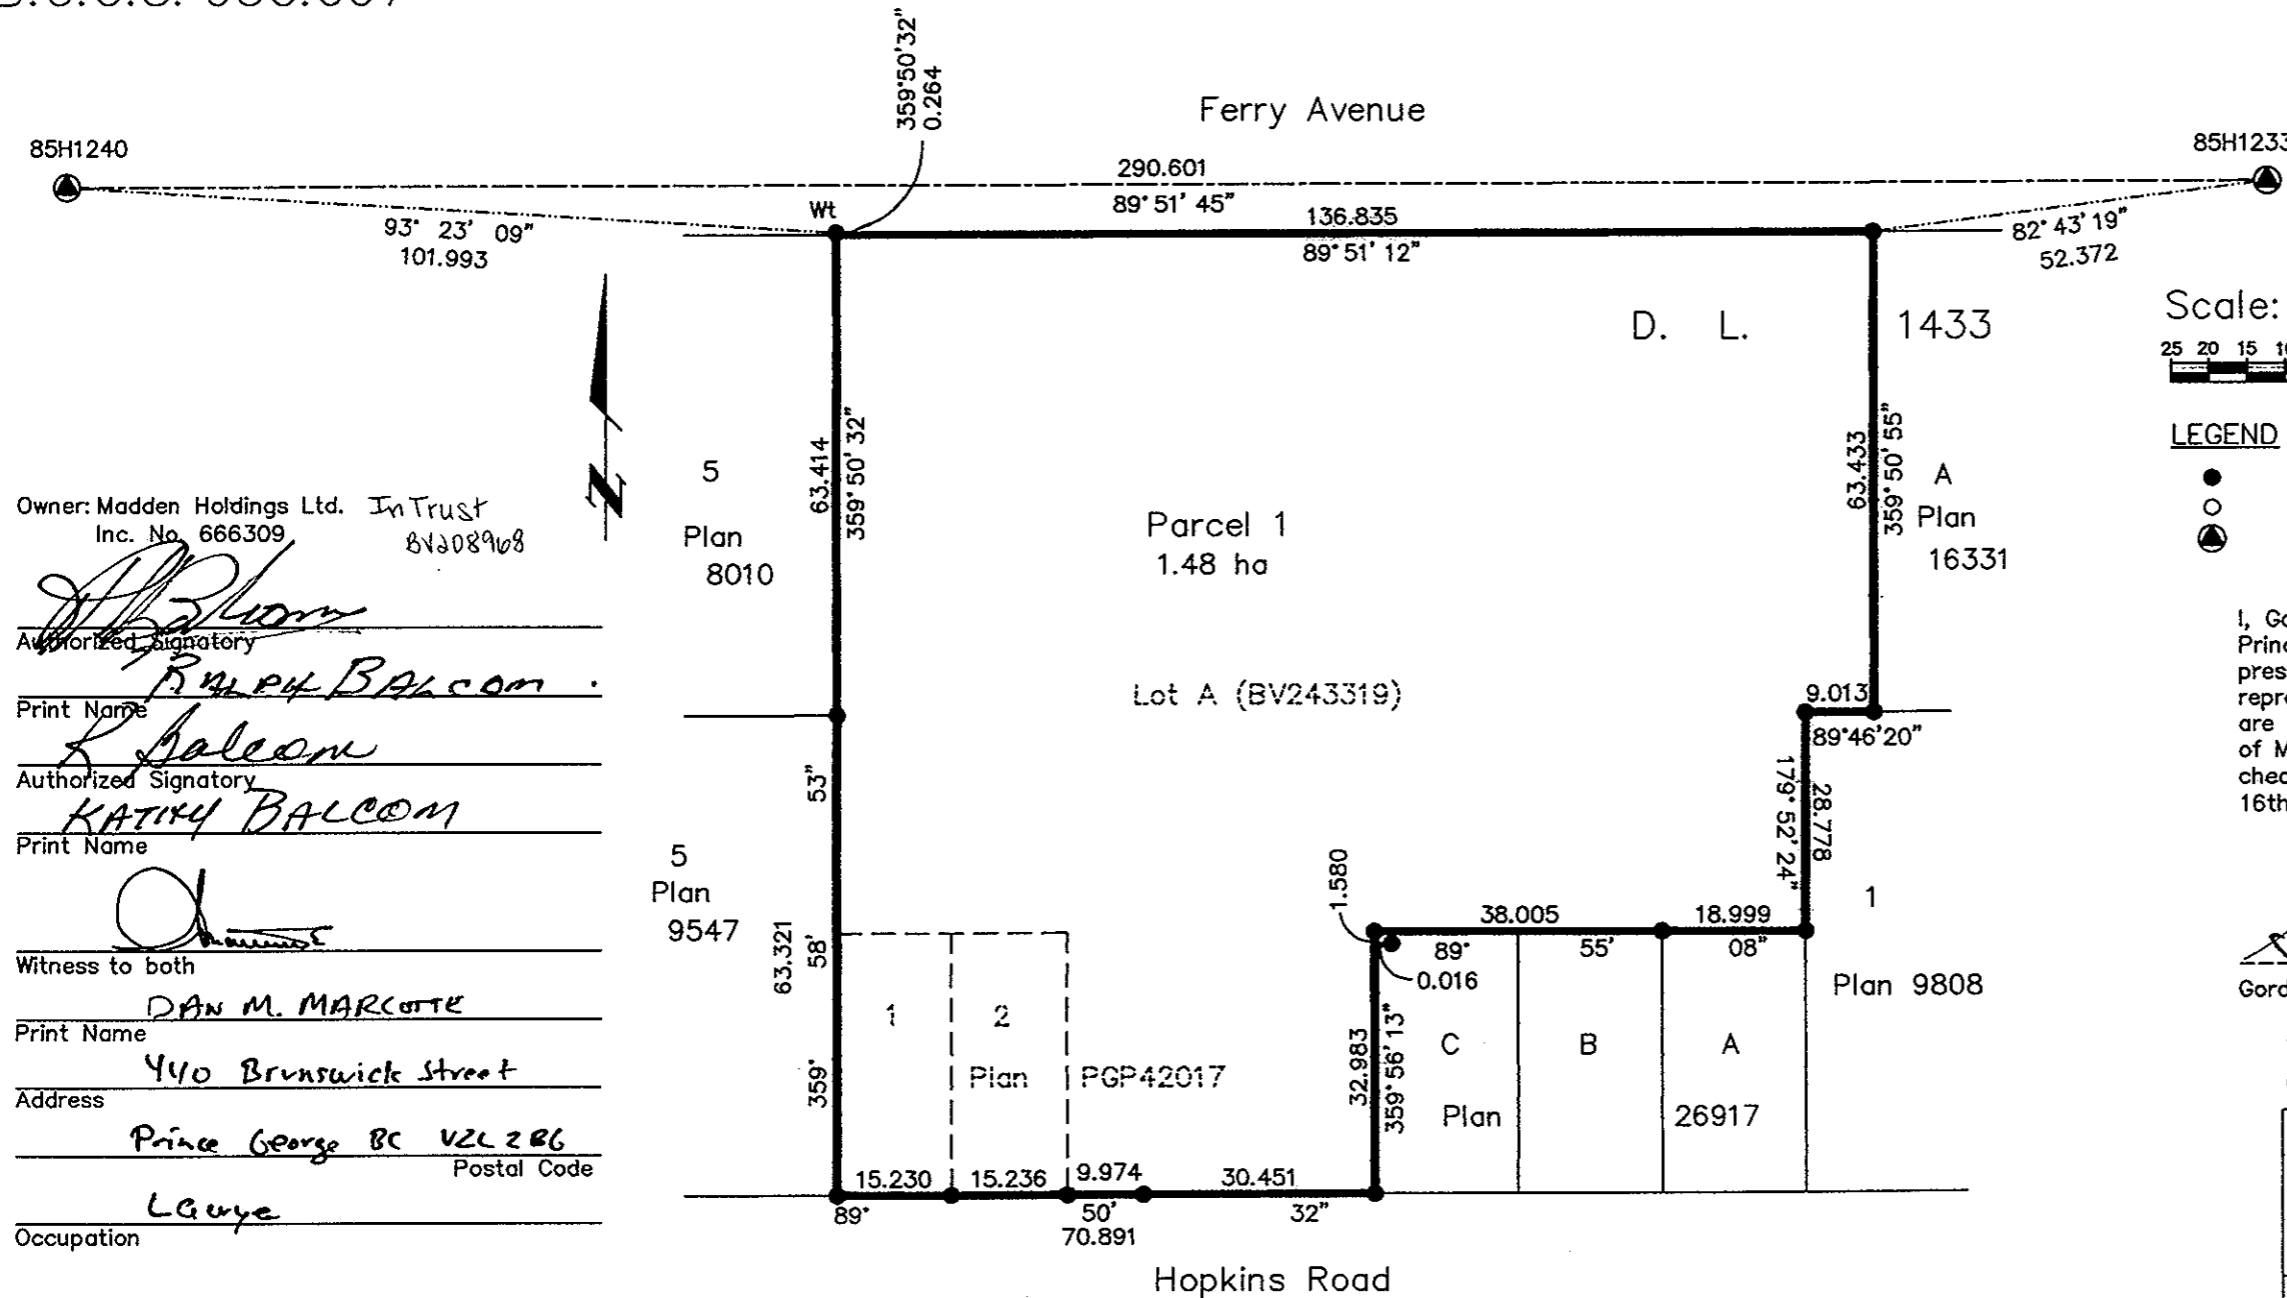 359°50'32"
0.264
Ferry Avenue
85H1240
85H1233
290.601
89° 51' 45"
Wt
136.835
89° 51' 12"
93° 23' 09"
101.993
82° 43' 19"
52.372
D. L. 1433
Scale:
25 20 15
LEGEND
N
63.414
359° 50' 32"
63.433
359° 50' 55"
5
Plan
8010
A
Plan
16331
Parcel 1
1.48 ha
Lot A (BV243319)
Owner: Madden Holdings Ltd. In Trust
Inc. No. 666309 BV208968
Authorized Signatory
RALPH BALCOM
Print Name
K Balcom
Authorized Signatory
KATHY BALCOM
Print Name
Witness to both
DAN M. MARCOTTE
Print Name
440 Brunswick Street
Address
Prince George BC V2L 2B6
Postal Code
Occupation
9.013
89°46'20"
179° 52' 24"
28.778
I,
are
of
16th
5
Plan
9547
63.321
359° 58' 53"
1.580
38.005
18.999
89° 55' 08"
0.016
1
Plan 9808
1
2
Plan PGP42017
32.983
359° 56' 13"
C
B
A
Plan 26917
15.230
15.236
9.974
30.451
89° 50' 32"
70.891
Hopkins Road